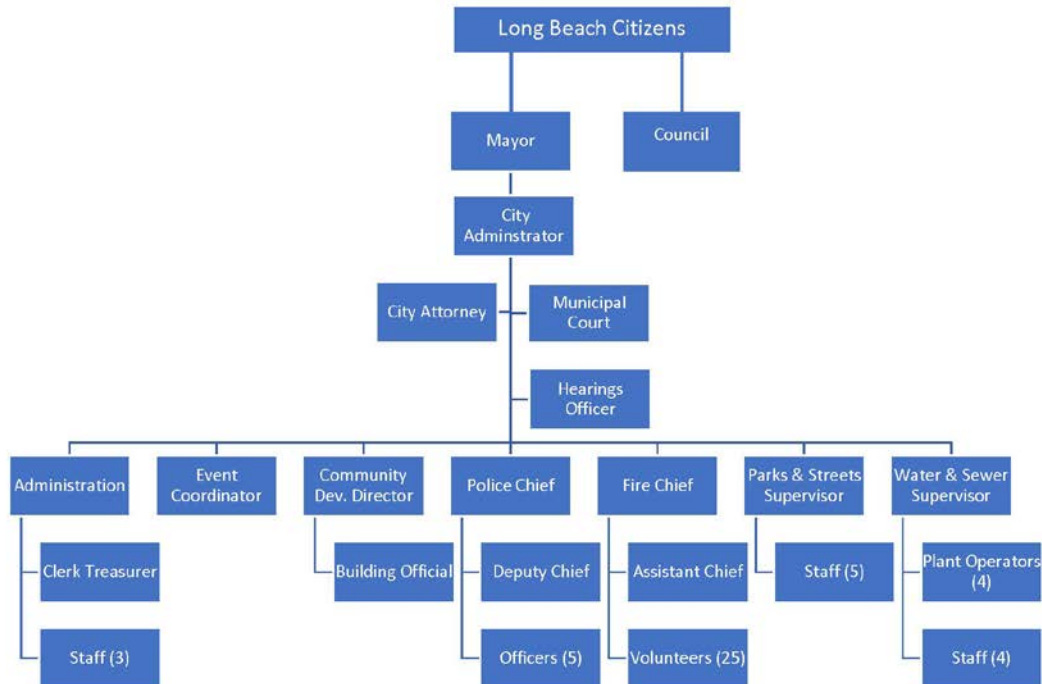 Long Beach Citizens
Mayor
Council
City
Adminstrator
City Attorney
Municipal
Court
Hearings
Officer
Administration
Event
Coordinator
Community
Dev. Director
Police Chief
Fire Chief
Parks & Streets
Supervisor
Water & Sewer
Supervisor
Clerk Treasurer
Building Official
Deputy Chief
Assistant Chief
Staff (5)
Plant Operators
(4)
Staff (3)
Officers (5)
Volunteers (25)
Staff (4)